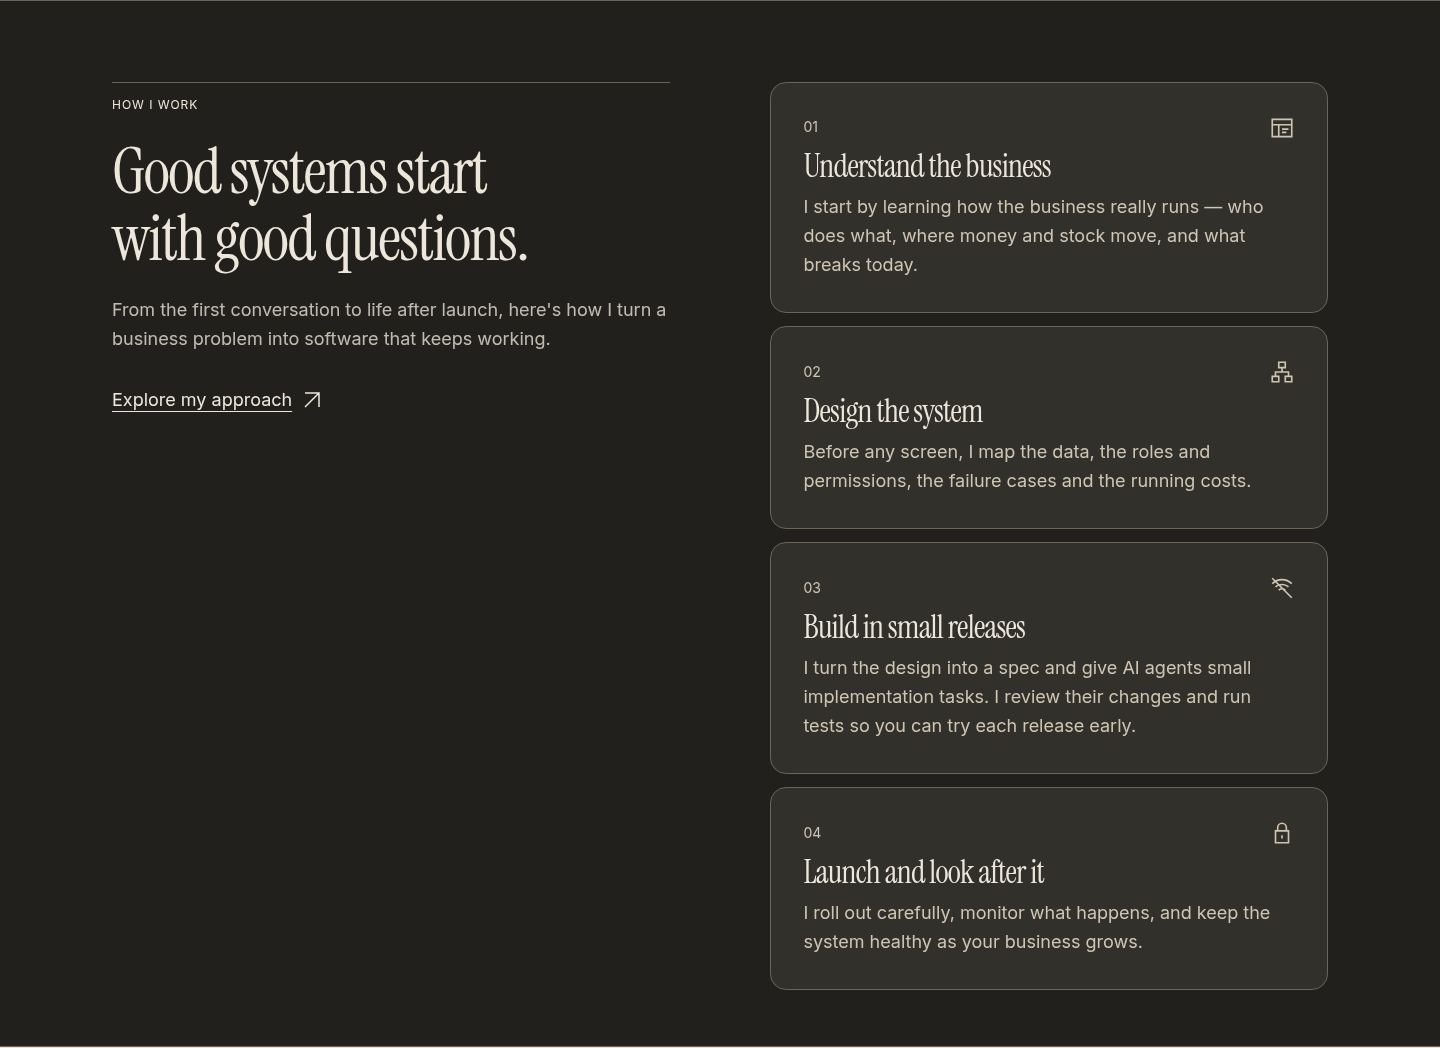 HOW I WORK
Good systems start
with good questions.
From the first conversation to life after launch, here's how I turn a
business problem into software that keeps working.
Explore my approach
01
Understand the business
I start by learning how the business really runs — who
does what, where money and stock move, and what
breaks today.
02
Design the system
Before any screen, I map the data, the roles and
permissions, the failure cases and the running costs.
03
Build in small releases
I turn the design into a spec and give AI agents small
implementation tasks. I review their changes and run
tests so you can try each release early.
04
Launch and look after it
I roll out carefully, monitor what happens, and keep the
system healthy as your business grows.